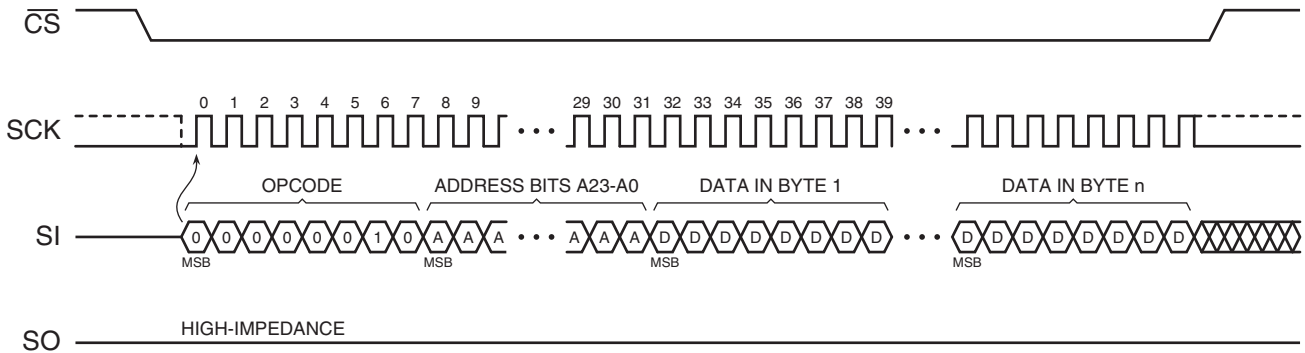 CS
0 1 2 3 4 5 6 7 8 9 29 30 31 32 33 34 35 36 37 38 39
SCK
OPCODE ADDRESS BITS A23-A0 DATA IN BYTE 1 DATA IN BYTE n
SI 0 0 0 0 0 0 1 0 A A A A A A D D D D D D D D D D D D D D D D
MSB MSB MSB MSB
HIGH-IMPEDANCE
SO